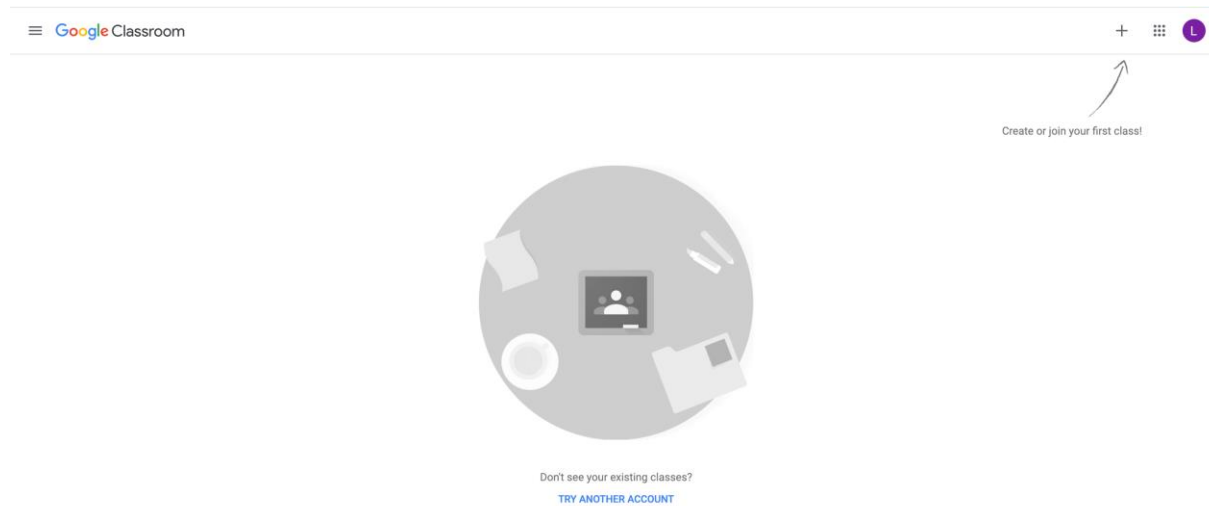 Google Classroom
L
Create or join your first class!
Don't see your existing classes?
TRY ANOTHER ACCOUNT